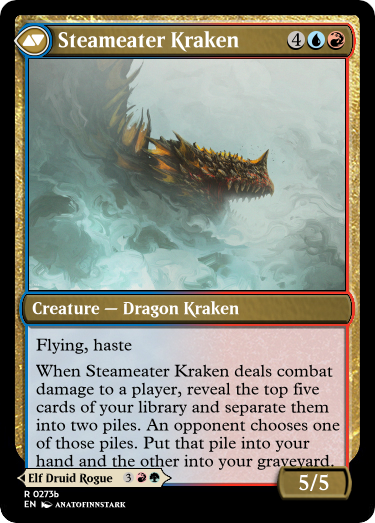 Steameater Kraken 4
Creature — Dragon Kraken
Flying, haste
When Steameater Kraken deals combat
damage to a player, reveal the top five
cards of your library and separate them
into two piles. An opponent chooses one
of those piles. Put that pile into your
hand and the other into your graveyard.
Elf Druid Rogue 3
5/5
R 0273b
EN ANATOFINNSTARK